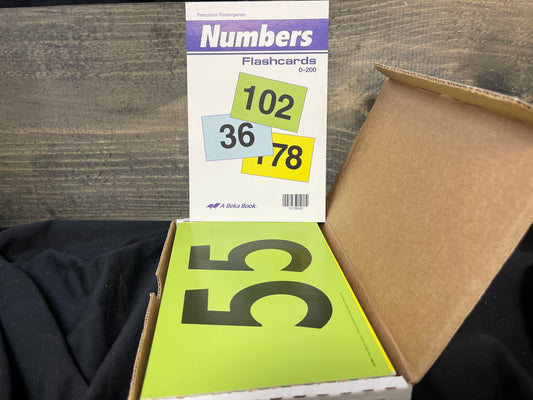 Preschool/Kindergarten
Numbers
Flashcards
0-200
102
36
178
A Beka Book
55